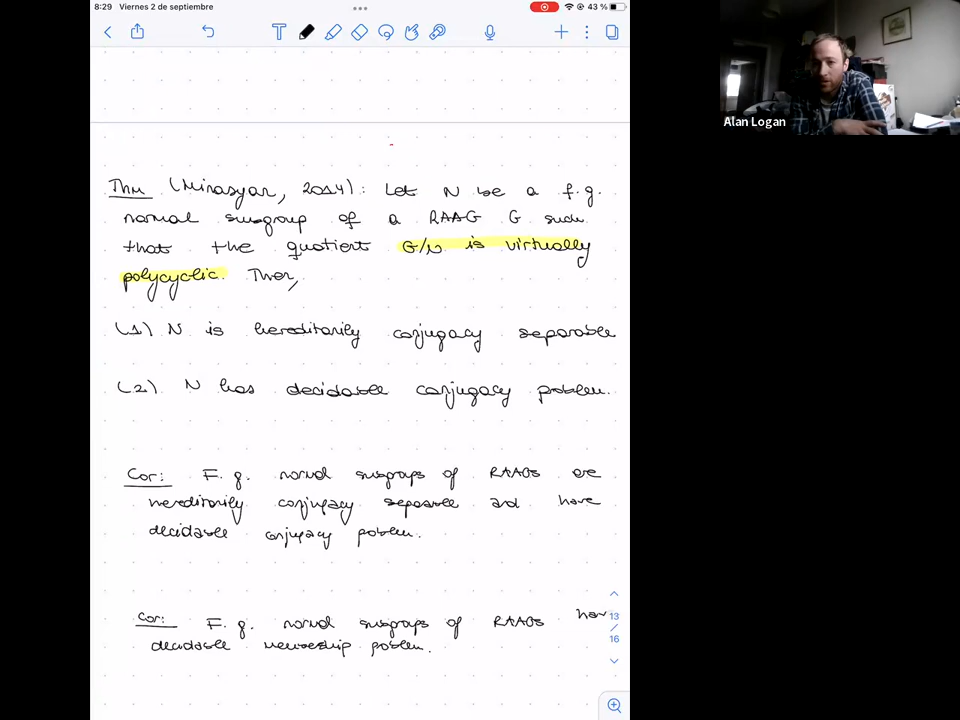 8:29 Viernes 2 de septiembre
43 %
Alan Logan
Thm (Minasyan, 2014): Let N be a f.g.
normal subgroup of a RAAG G such
that the quotient G/N is virtually
polycyclic. Then,
(1) N is hereditarily conjugacy separable
(2) N has decidable conjugacy problem.
Cor: F.g. normal subgroups of RAAGs are
hereditarily conjugacy separable and have
decidable conjugacy problem.
Cor: F.g. normal subgroups of RAAGs have
decidable membership problem.
13
/
16